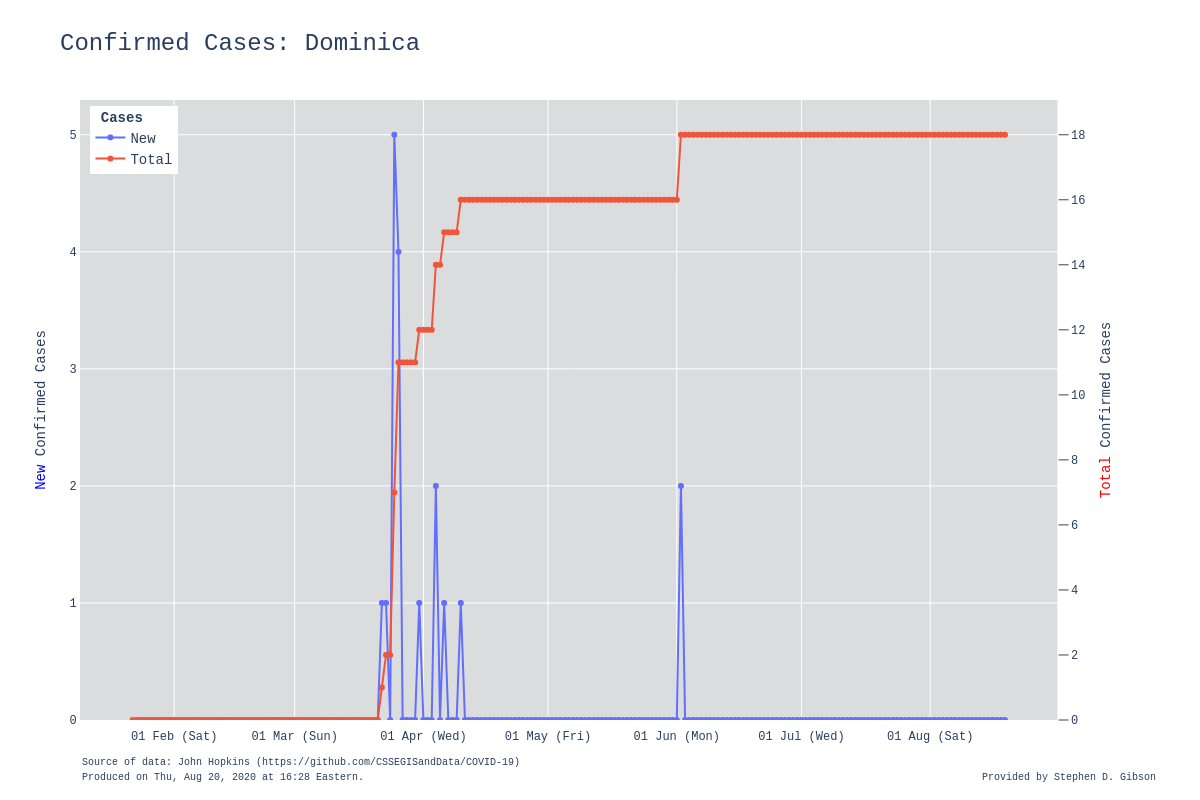 Confirmed Cases: Dominica
Cases
New
Total
5
4
3
2
1
0
18
16
14
12
10
8
6
4
2
0
New Confirmed Cases
Total Confirmed Cases
01 Feb (Sat)
01 Mar (Sun)
01 Apr (Wed)
01 May (Fri)
01 Jun (Mon)
01 Jul (Wed)
01 Aug (Sat)
Source of data: John Hopkins (https://github.com/CSSEGISandData/COVID-19)
Produced on Thu, Aug 20, 2020 at 16:28 Eastern.
Provided by Stephen D. Gibson